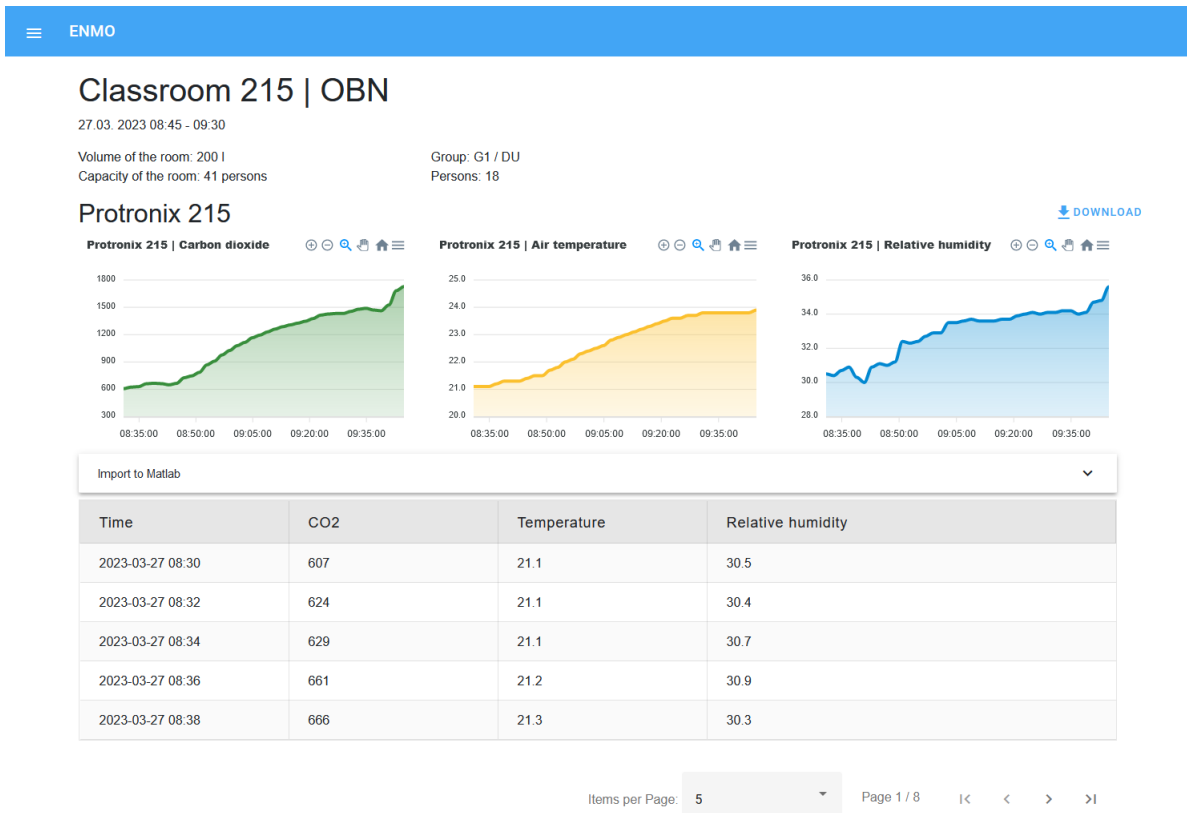 ENMO
Classroom 215 | OBN
27.03. 2023 08:45 - 09:30
Volume of the room: 200 l
Capacity of the room: 41 persons
Group: G1 / DU
Persons: 18
Protronix 215
DOWNLOAD
Protronix 215 | Carbon dioxide
1800
1500
1200
900
600
300
08:35:00 08:50:00 09:05:00 09:20:00 09:35:00
Protronix 215 | Air temperature
25.0
24.0
23.0
22.0
21.0
20.0
08:35:00 08:50:00 09:05:00 09:20:00 09:35:00
Protronix 215 | Relative humidity
36.0
34.0
32.0
30.0
28.0
08:35:00 08:50:00 09:05:00 09:20:00 09:35:00
Import to Matlab
Time CO2 Temperature Relative humidity
2023-03-27 08:30 607 21.1 30.5
2023-03-27 08:32 624 21.1 30.4
2023-03-27 08:34 629 21.1 30.7
2023-03-27 08:36 661 21.2 30.9
2023-03-27 08:38 666 21.3 30.3
Items per Page: 5 Page 1 / 8